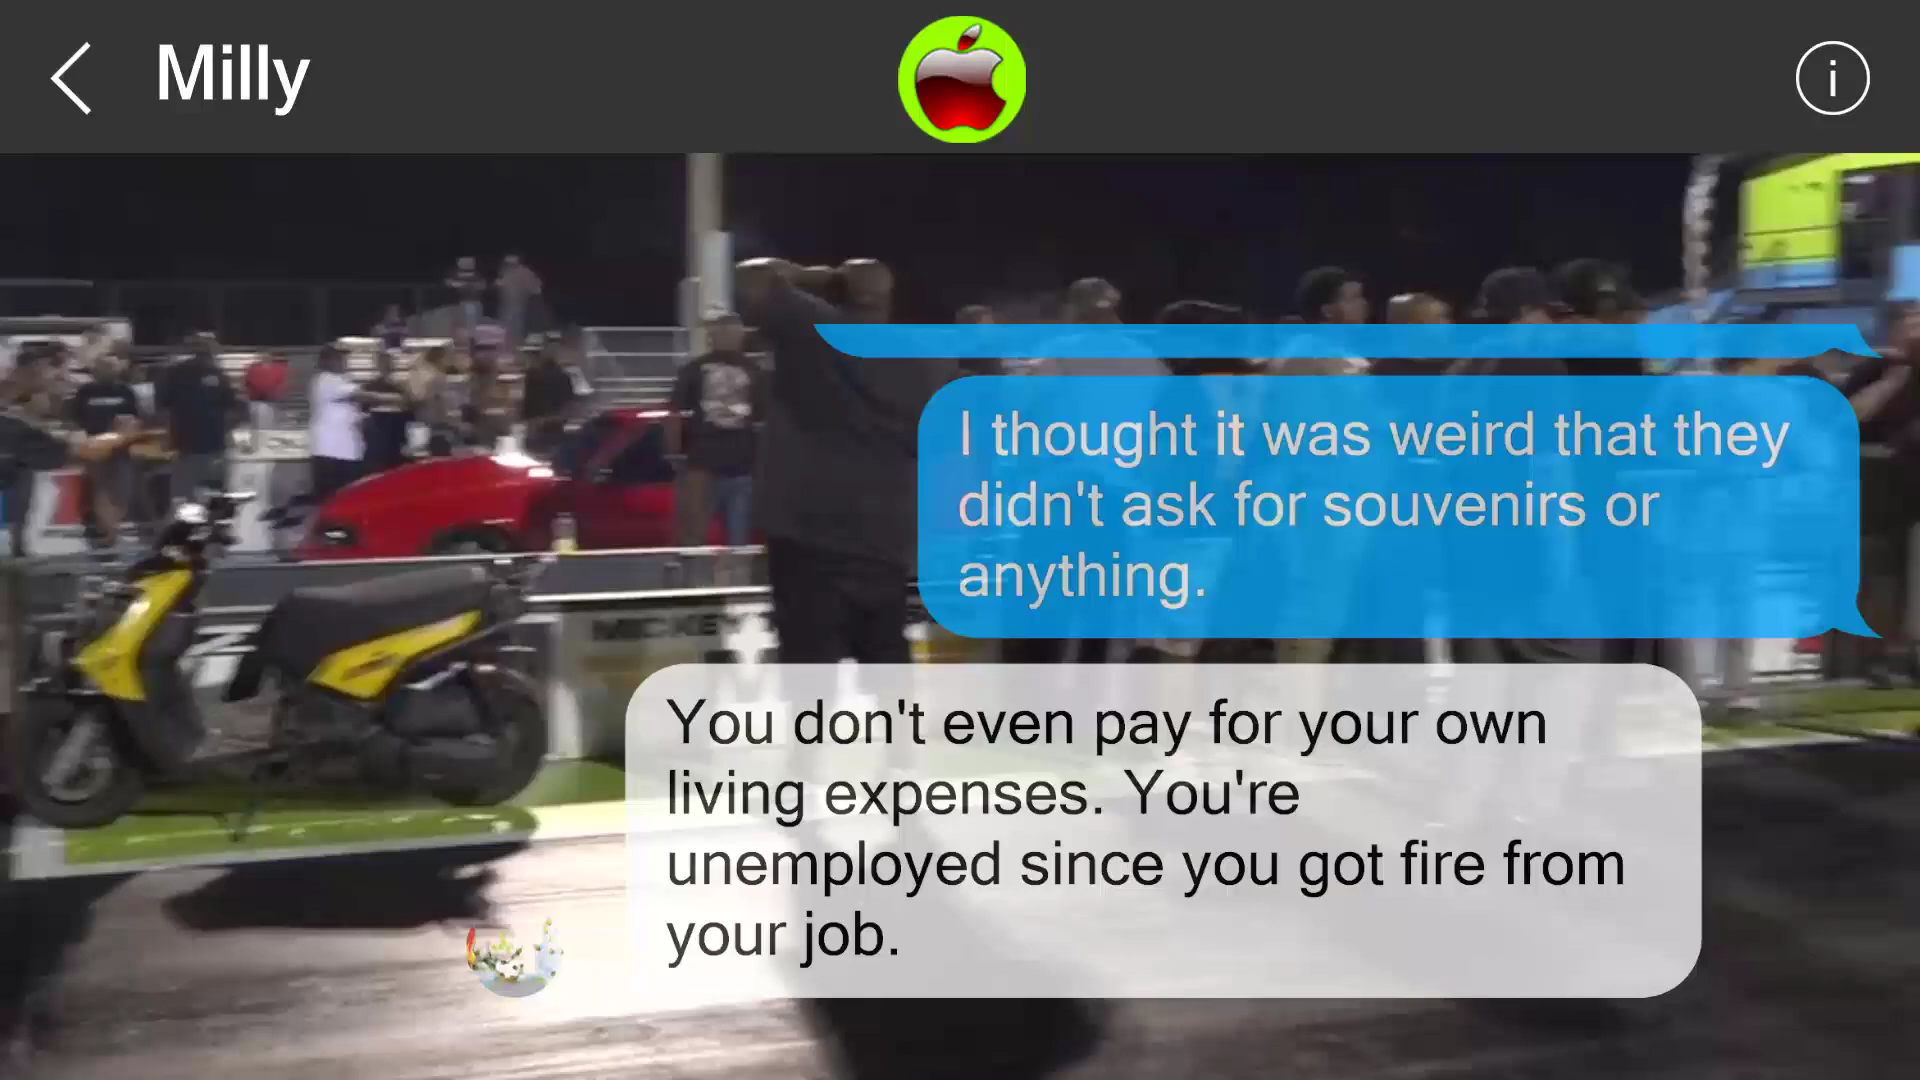 Milly
i
I thought it was weird that they
didn't ask for souvenirs or
anything.
You don't even pay for your own
living expenses. You're
unemployed since you got fire from
your job.
MICKEY